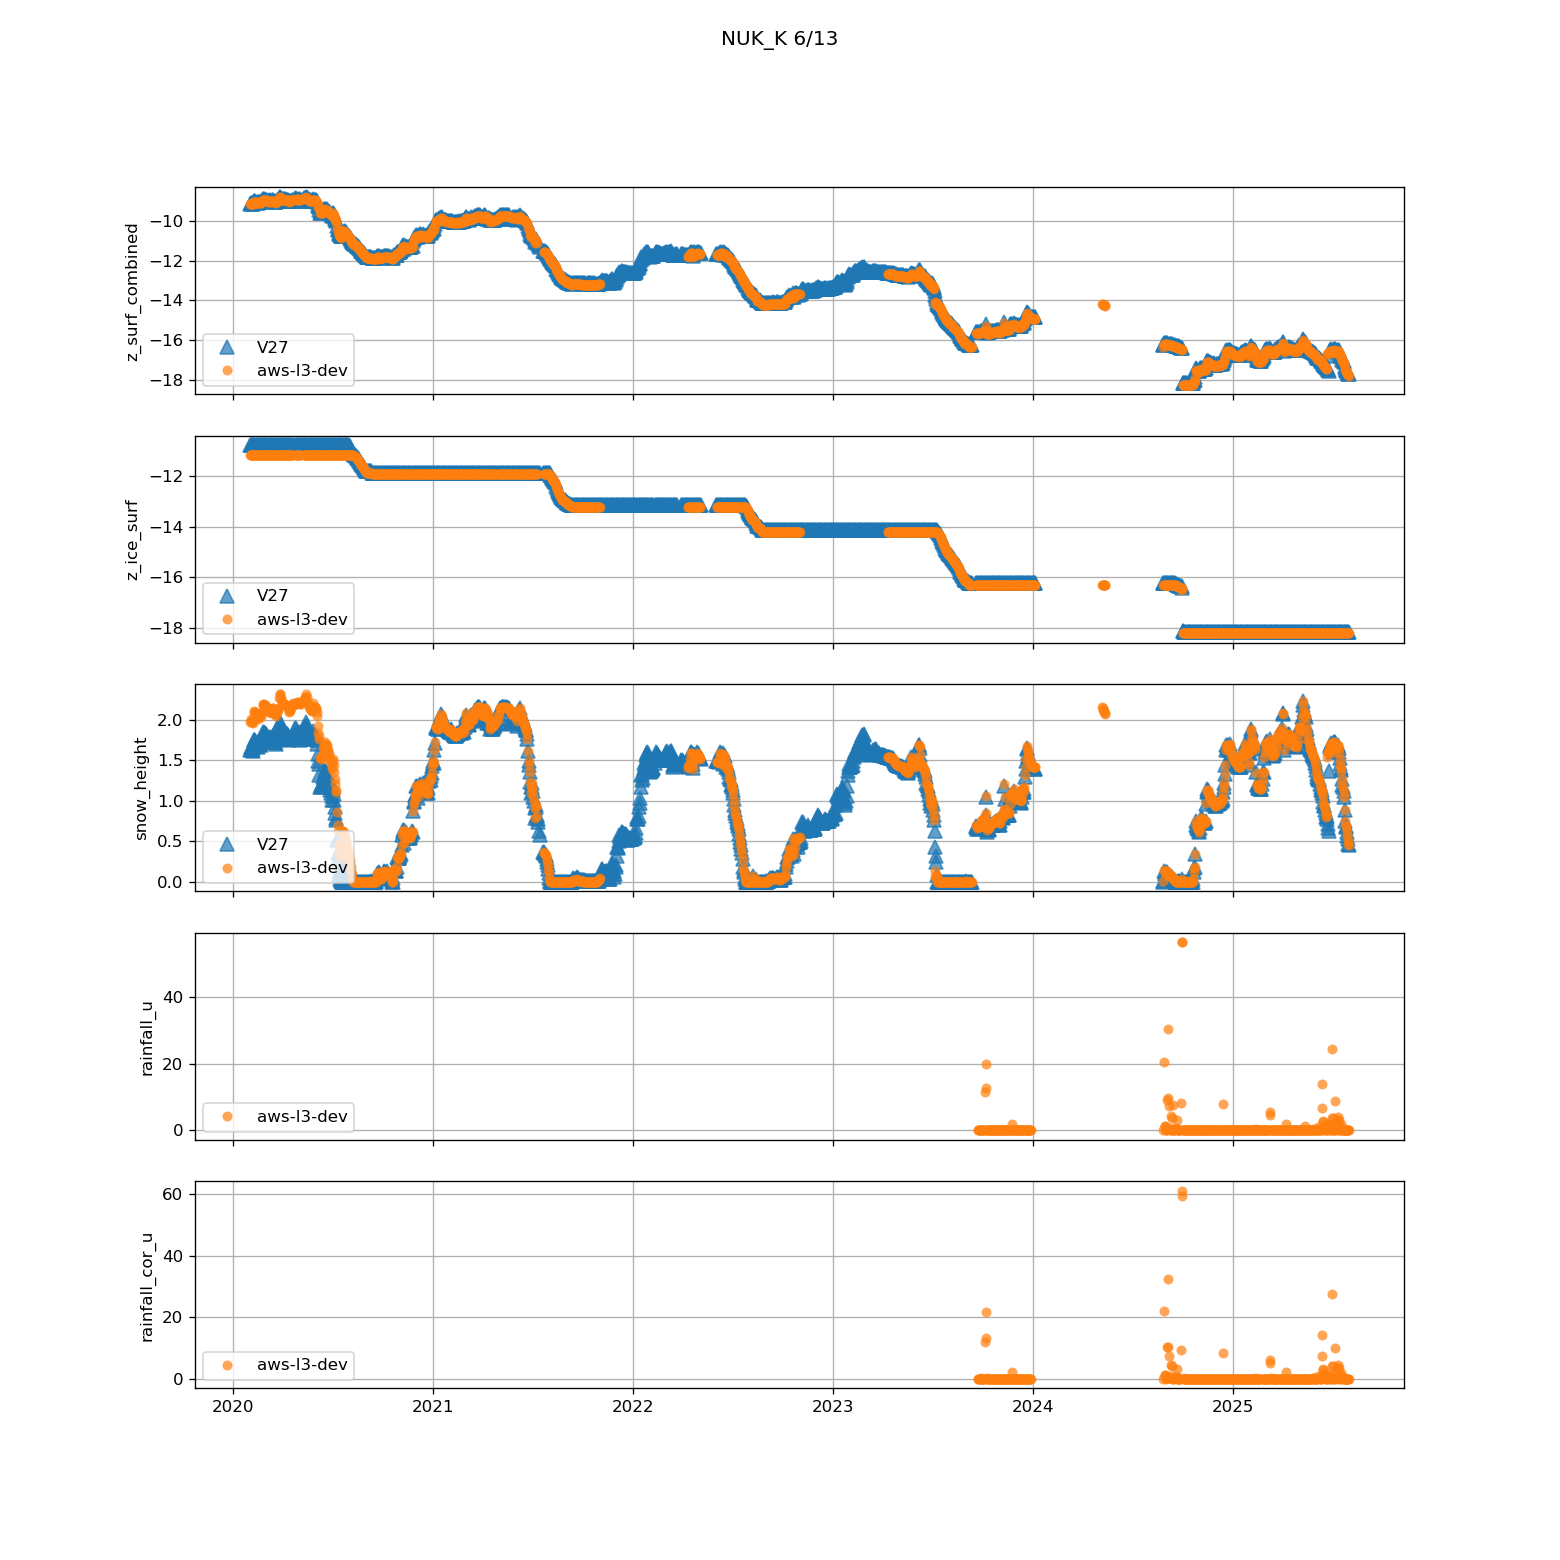 NUK_K 6/13
z_surf_combined
−10
−12
−14
−16
−18
V27
aws-l3-dev
z_ice_surf
−12
−14
−16
−18
V27
aws-l3-dev
snow_height
2.0
1.5
1.0
0.5
0.0
V27
aws-l3-dev
rainfall_u
40
20
0
aws-l3-dev
rainfall_cor_u
60
40
20
0
aws-l3-dev
2020 2021 2022 2023 2024 2025